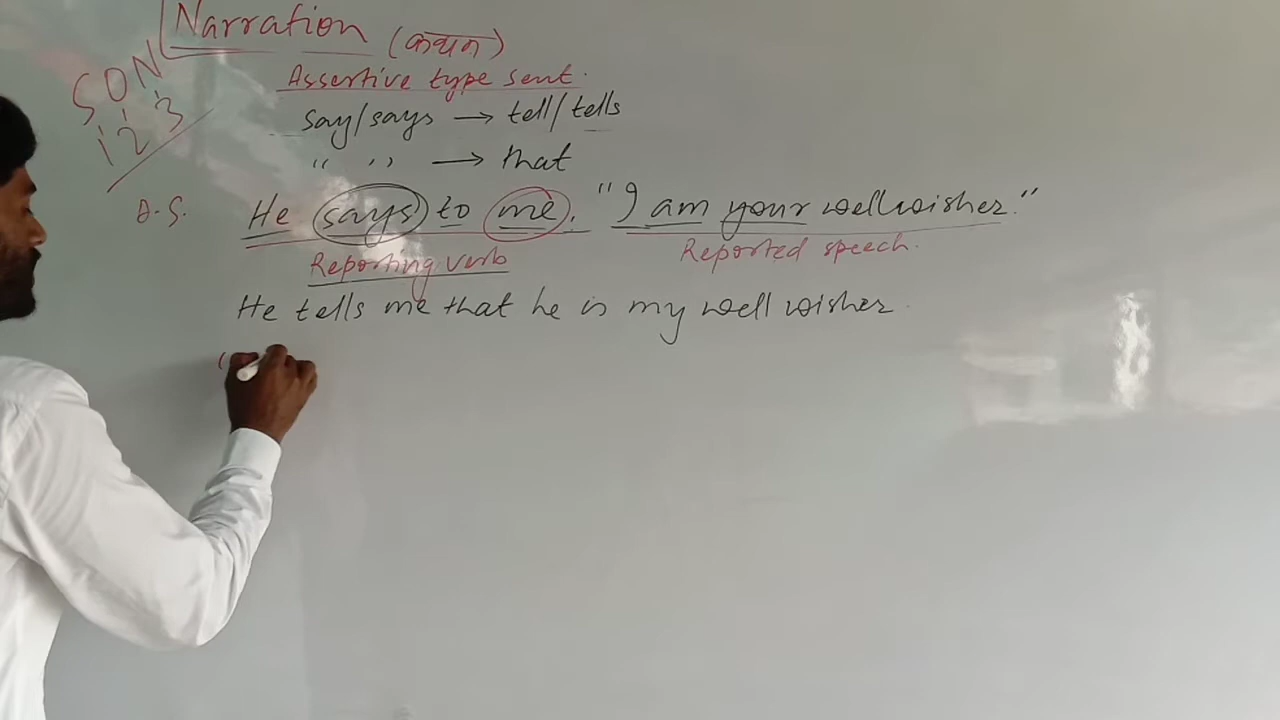 Narration (कथन)
SON
1 2 3
Assertive type sent.
say/says → tell/tells
" " → that
D.S. He says to me, "I am your wellwisher."
Reporting verb Reported speech.
He tells me that he is my well wisher.
(